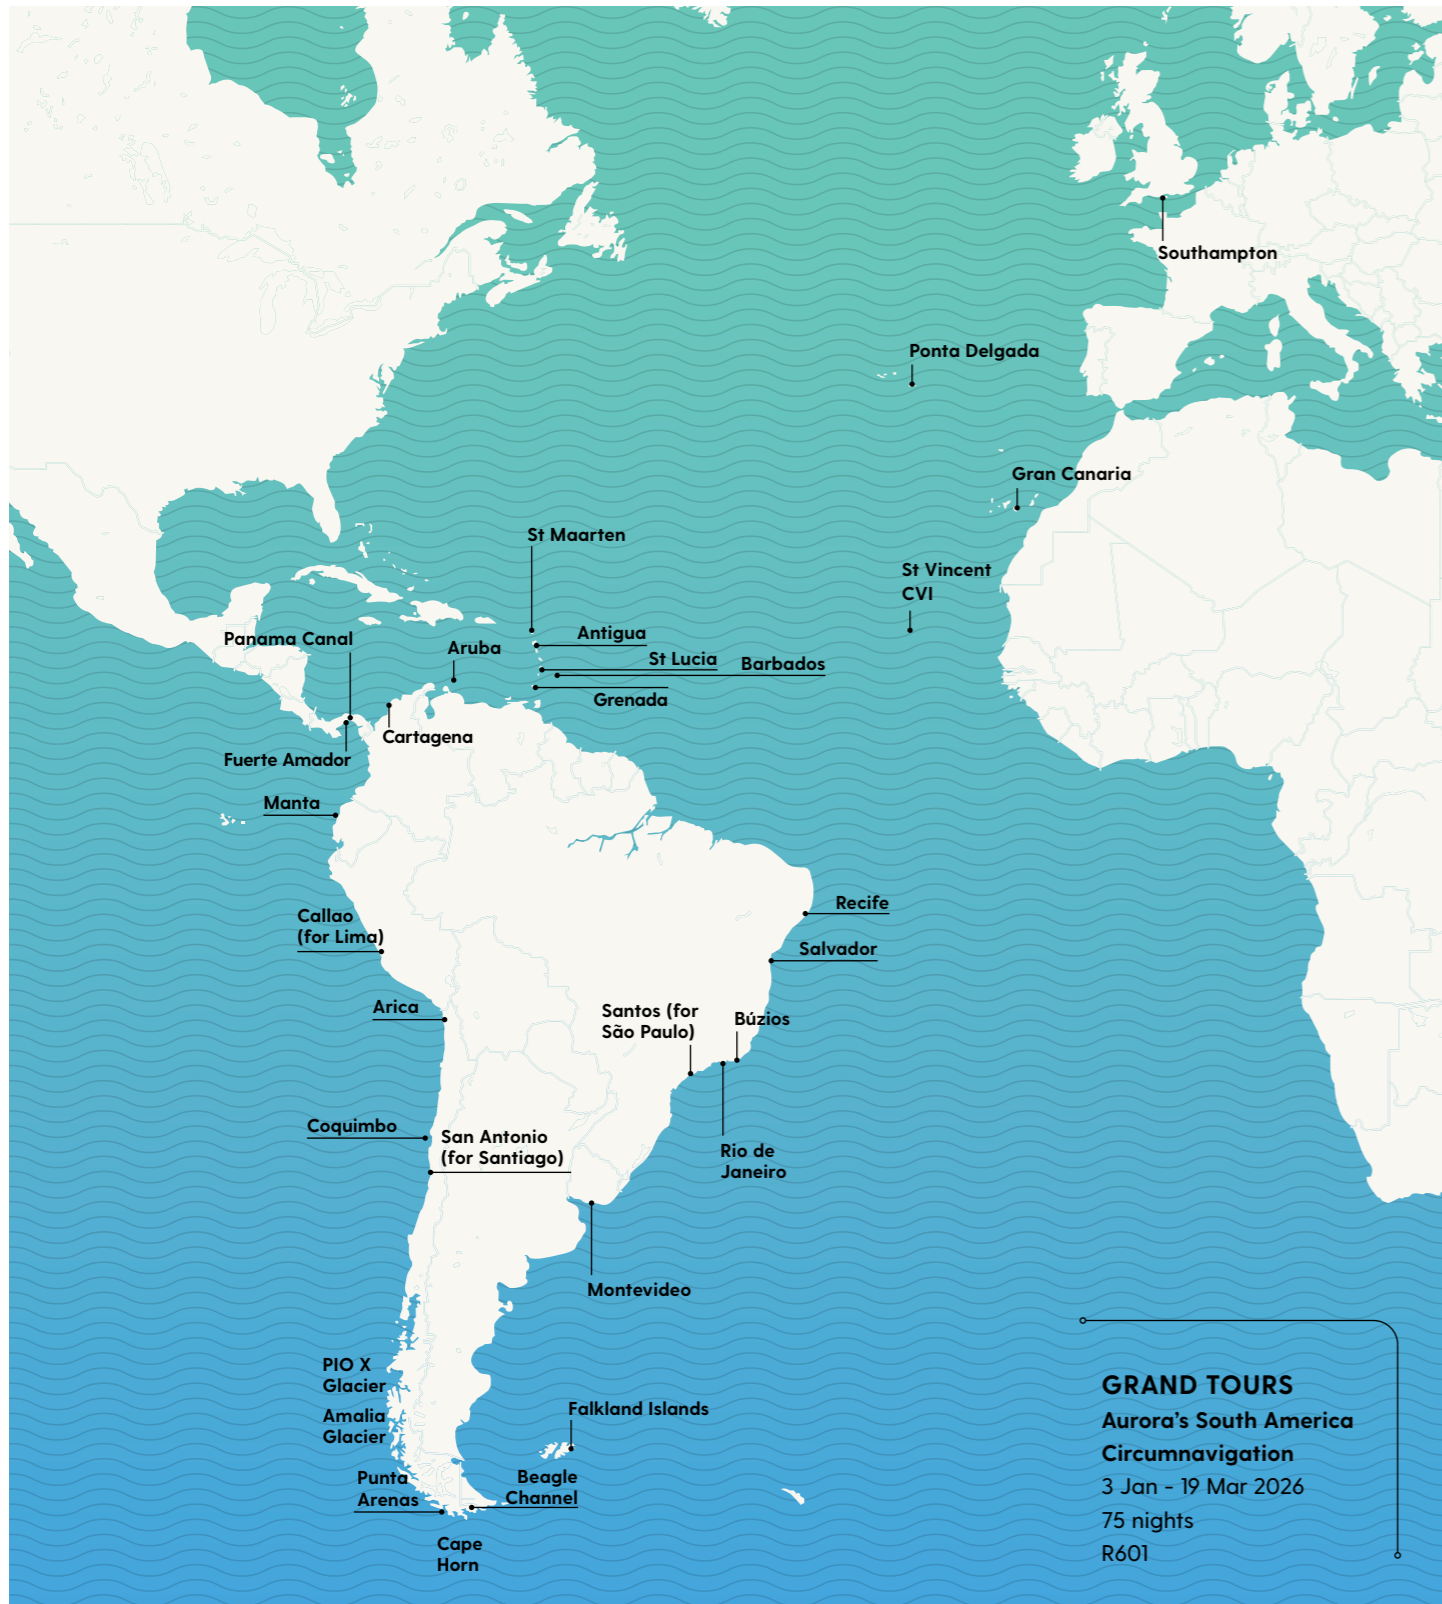 Southampton
Ponta Delgada
Gran Canaria
St Maarten
St Vincent
CVI
Antigua
Panama Canal
Aruba
St Lucia
Barbados
Grenada
Cartagena
Fuerte Amador
Manta
Recife
Callao
(for Lima)
Salvador
Arica
Santos (for
São Paulo)
Búzios
Coquimbo
San Antonio
(for Santiago)
Rio de
Janeiro
Montevideo
PIO X
Glacier
Amalia
Glacier
Falkland Islands
Punta
Arenas
Beagle
Channel
Cape
Horn
GRAND TOURS
Aurora’s South America
Circumnavigation
3 Jan - 19 Mar 2026
75 nights
R601